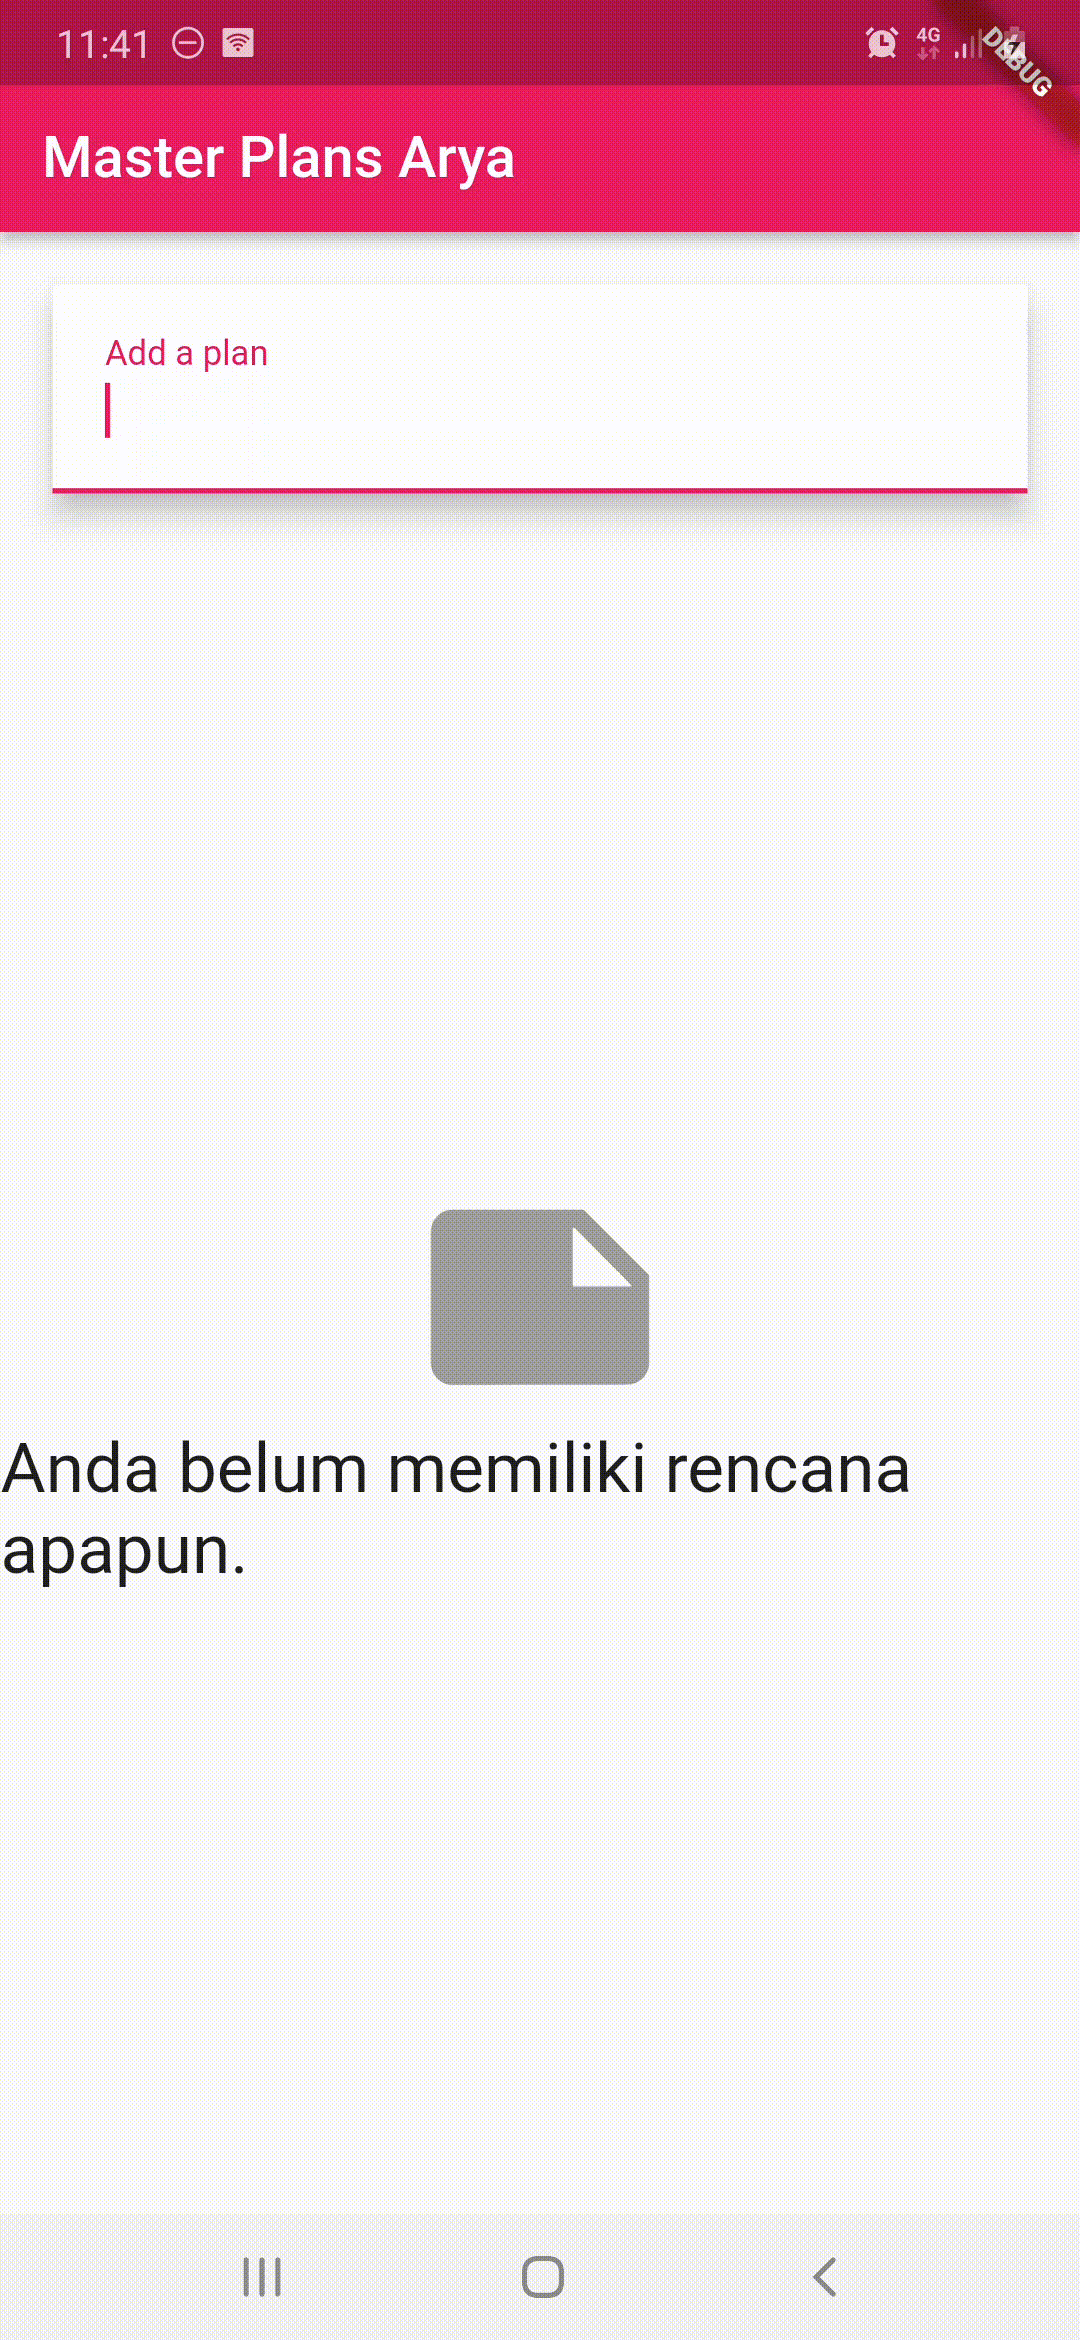 11:41
4G
DEBUG
Master Plans Arya
Add a plan
Anda belum memiliki rencana
apapun.